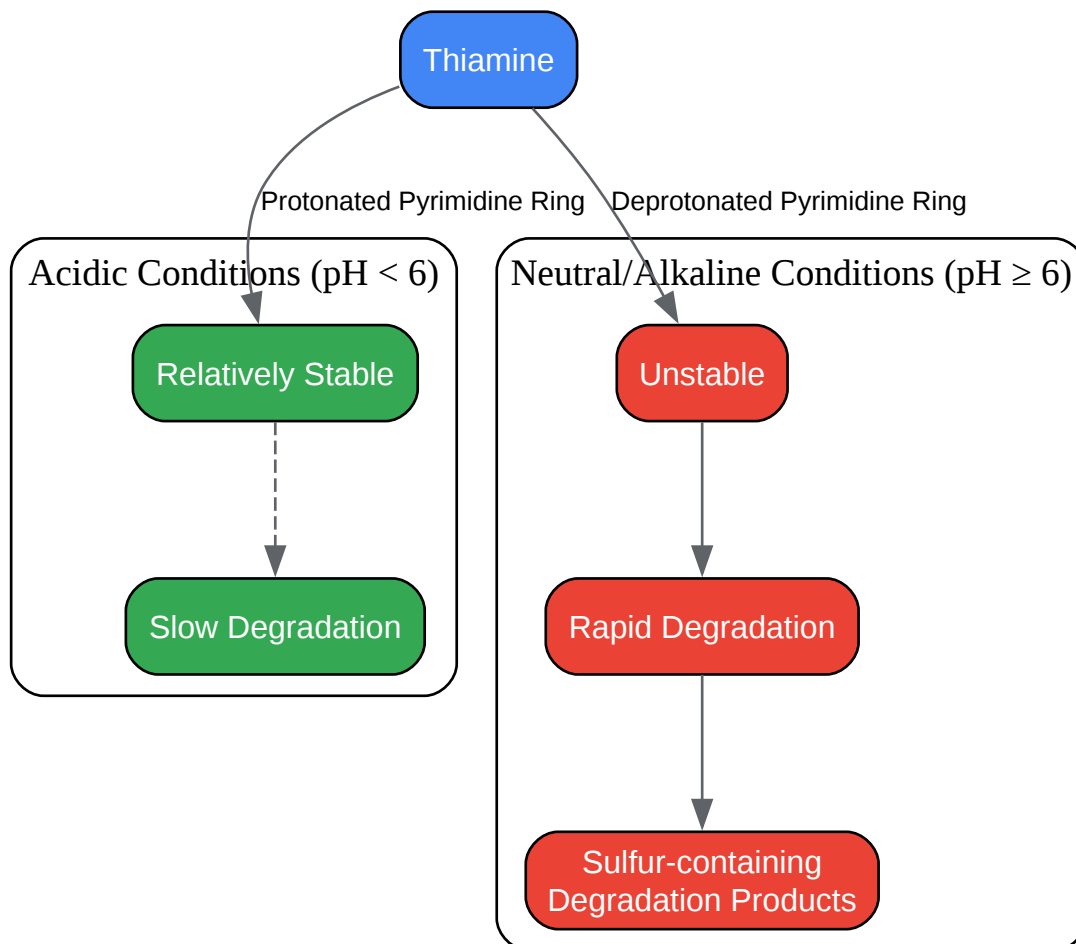 Thiamine
Protonated Pyrimidine Ring
Deprotonated Pyrimidine Ring
Acidic Conditions (pH < 6)
Neutral/Alkaline Conditions (pH ≥ 6)
Relatively Stable
Unstable
Slow Degradation
Rapid Degradation
Sulfur-containing
Degradation Products